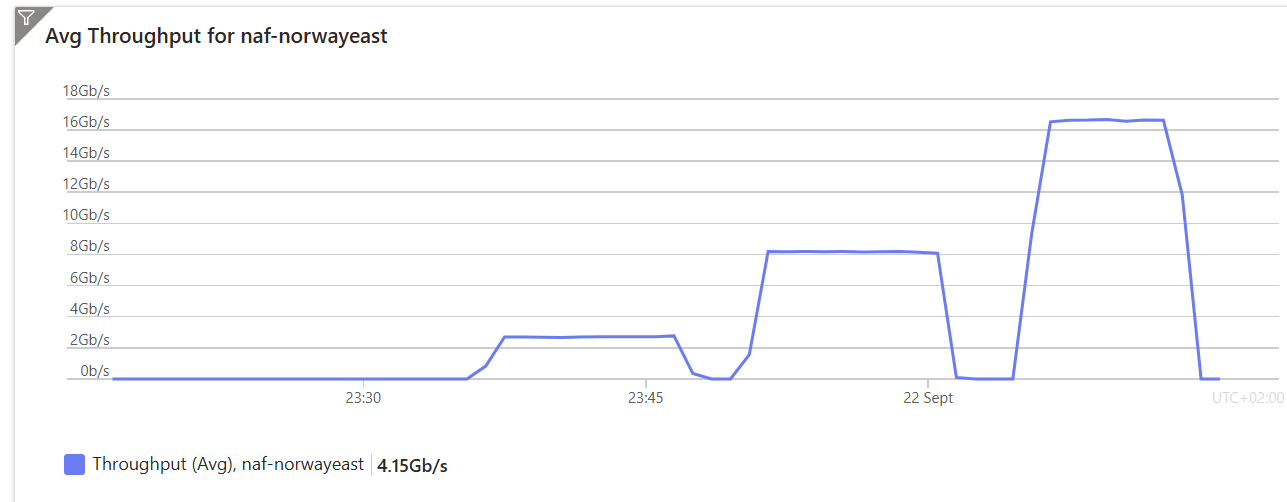 Avg Throughput for naf-norwayeast
18Gb/s
16Gb/s
14Gb/s
12Gb/s
10Gb/s
8Gb/s
6Gb/s
4Gb/s
2Gb/s
0b/s
23:30 23:45 22 Sept UTC+02:00
Throughput (Avg), naf-norwayeast 4.15Gb/s